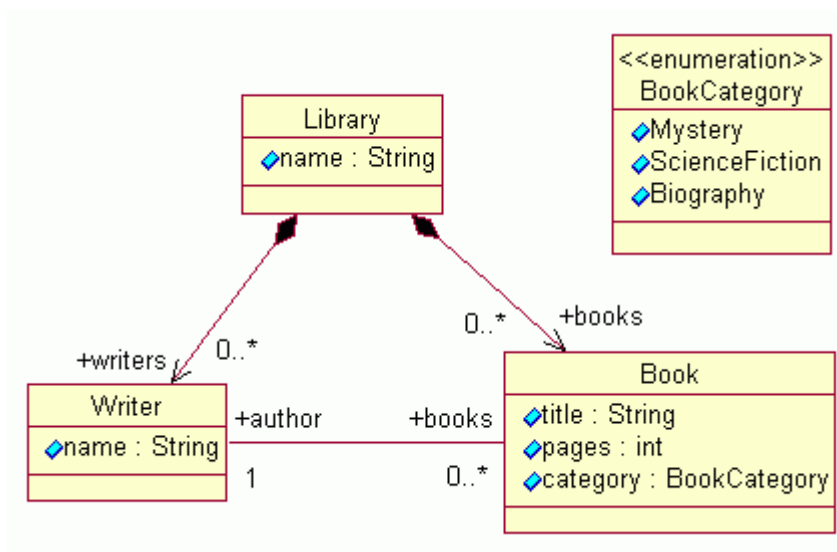 <<enumeration>>
BookCategory
Mystery
ScienceFiction
Biography
Library
name : String
0..*
+books
+writers
0..*
Writer
name : String
+author
+books
1
0..*
Book
title : String
pages : int
category : BookCategory